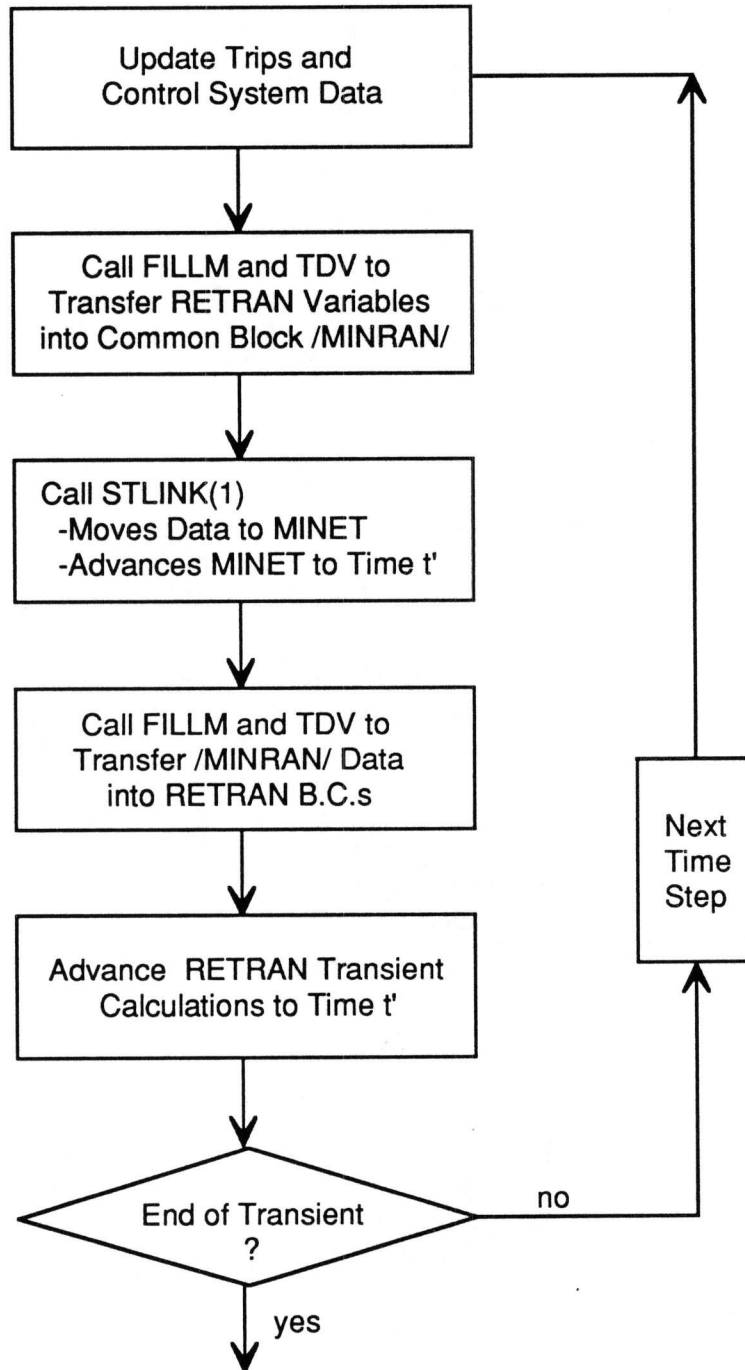 Update Trips and
Control System Data
Call FILLM and TDV to
Transfer RETRAN Variables
into Common Block /MINRAN/
Call STLINK(1)
-Moves Data to MINET
-Advances MINET to Time t'
Call FILLM and TDV to
Transfer /MINRAN/ Data
into RETRAN B.C.s
Advance RETRAN Transient
Calculations to Time t'
End of Transient
?
no
yes
Next
Time
Step